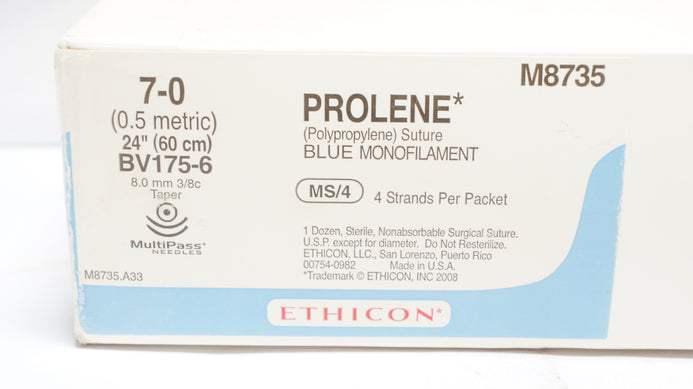 M8735
7-0
(0.5 metric)
24" (60 cm)
BV175-6
8.0 mm 3/8c
Taper
MultiPass*
NEEDLES
M8735.A33
PROLENE*
(Polypropylene) Suture
BLUE MONOFILAMENT
MS/4 4 Strands Per Packet
1 Dozen, Sterile, Nonabsorbable Surgical Suture.
U.S.P. except for diameter. Do Not Resterilize.
ETHICON, LLC., San Lorenzo, Puerto Rico
00754-0982 Made in U.S.A.
*Trademark © ETHICON, INC 2008
ETHICON*